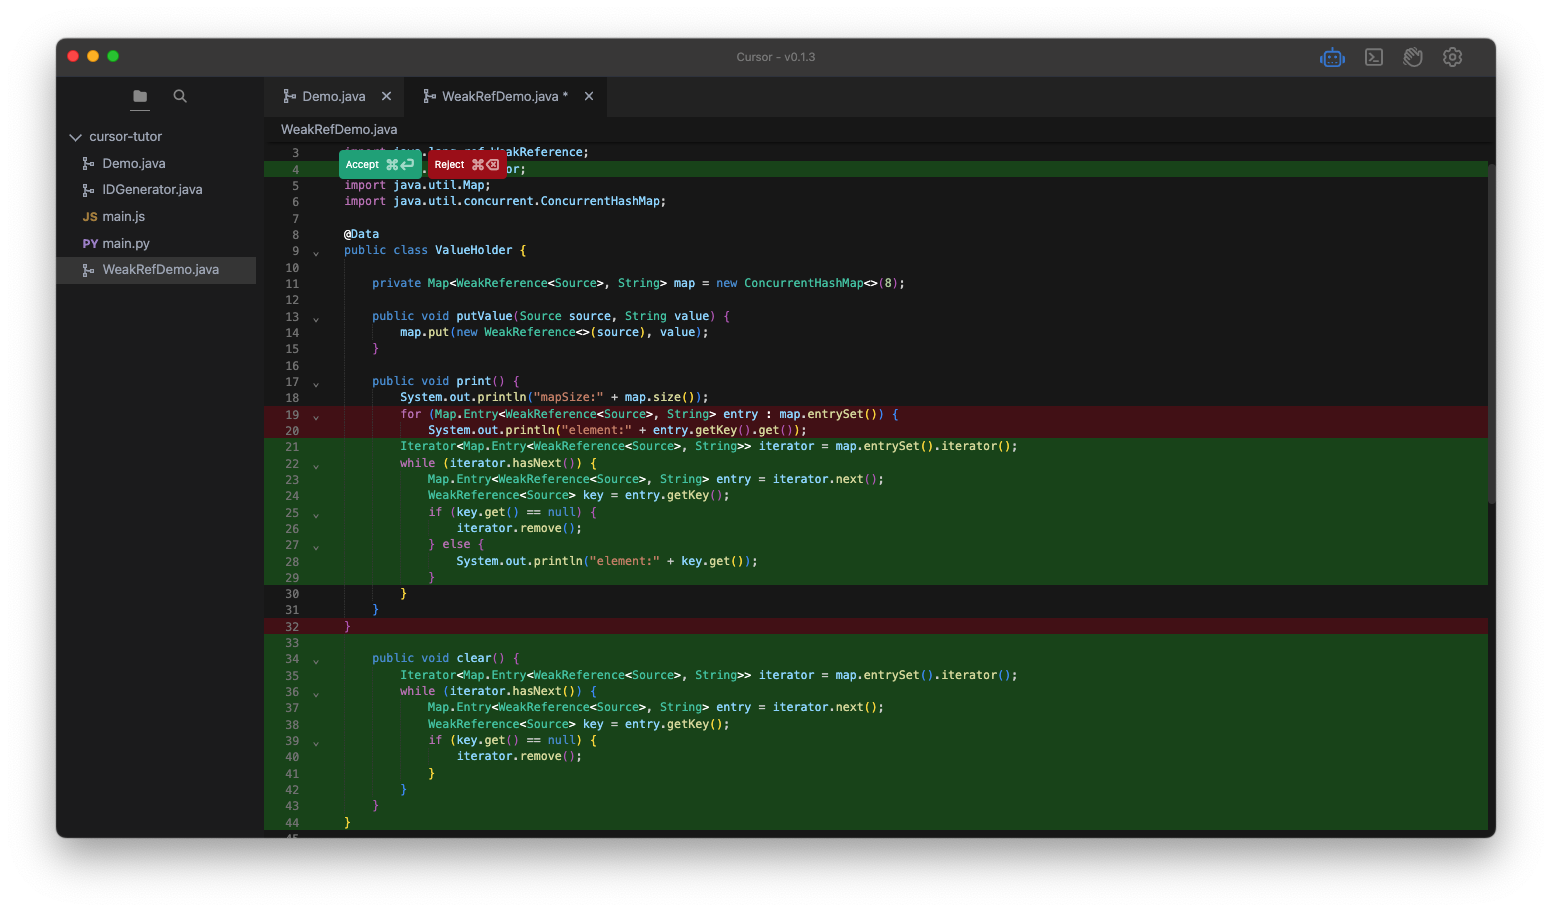 Cursor - v0.1.3
Demo.java
WeakRefDemo.java *
WeakRefDemo.java
cursor-tutor
Demo.java
IDGenerator.java
JS main.js
PY main.py
WeakRefDemo.java
Accept ⌘⏎ Reject ⌘⌫
3 import java.lang.ref.WeakReference;
4 or;
5 import java.util.Map;
6 import java.util.concurrent.ConcurrentHashMap;
7
8 @Data
9 public class ValueHolder {
10
11 private Map<WeakReference<Source>, String> map = new ConcurrentHashMap<>(8);
12
13 public void putValue(Source source, String value) {
14 map.put(new WeakReference<>(source), value);
15 }
16
17 public void print() {
18 System.out.println("mapSize:" + map.size());
19 for (Map.Entry<WeakReference<Source>, String> entry : map.entrySet()) {
20 System.out.println("element:" + entry.getKey().get());
21 Iterator<Map.Entry<WeakReference<Source>, String>> iterator = map.entrySet().iterator();
22 while (iterator.hasNext()) {
23 Map.Entry<WeakReference<Source>, String> entry = iterator.next();
24 WeakReference<Source> key = entry.getKey();
25 if (key.get() == null) {
26 iterator.remove();
27 } else {
28 System.out.println("element:" + key.get());
29 }
30 }
31 }
32 }
33
34 public void clear() {
35 Iterator<Map.Entry<WeakReference<Source>, String>> iterator = map.entrySet().iterator();
36 while (iterator.hasNext()) {
37 Map.Entry<WeakReference<Source>, String> entry = iterator.next();
38 WeakReference<Source> key = entry.getKey();
39 if (key.get() == null) {
40 iterator.remove();
41 }
42 }
43 }
44 }
45